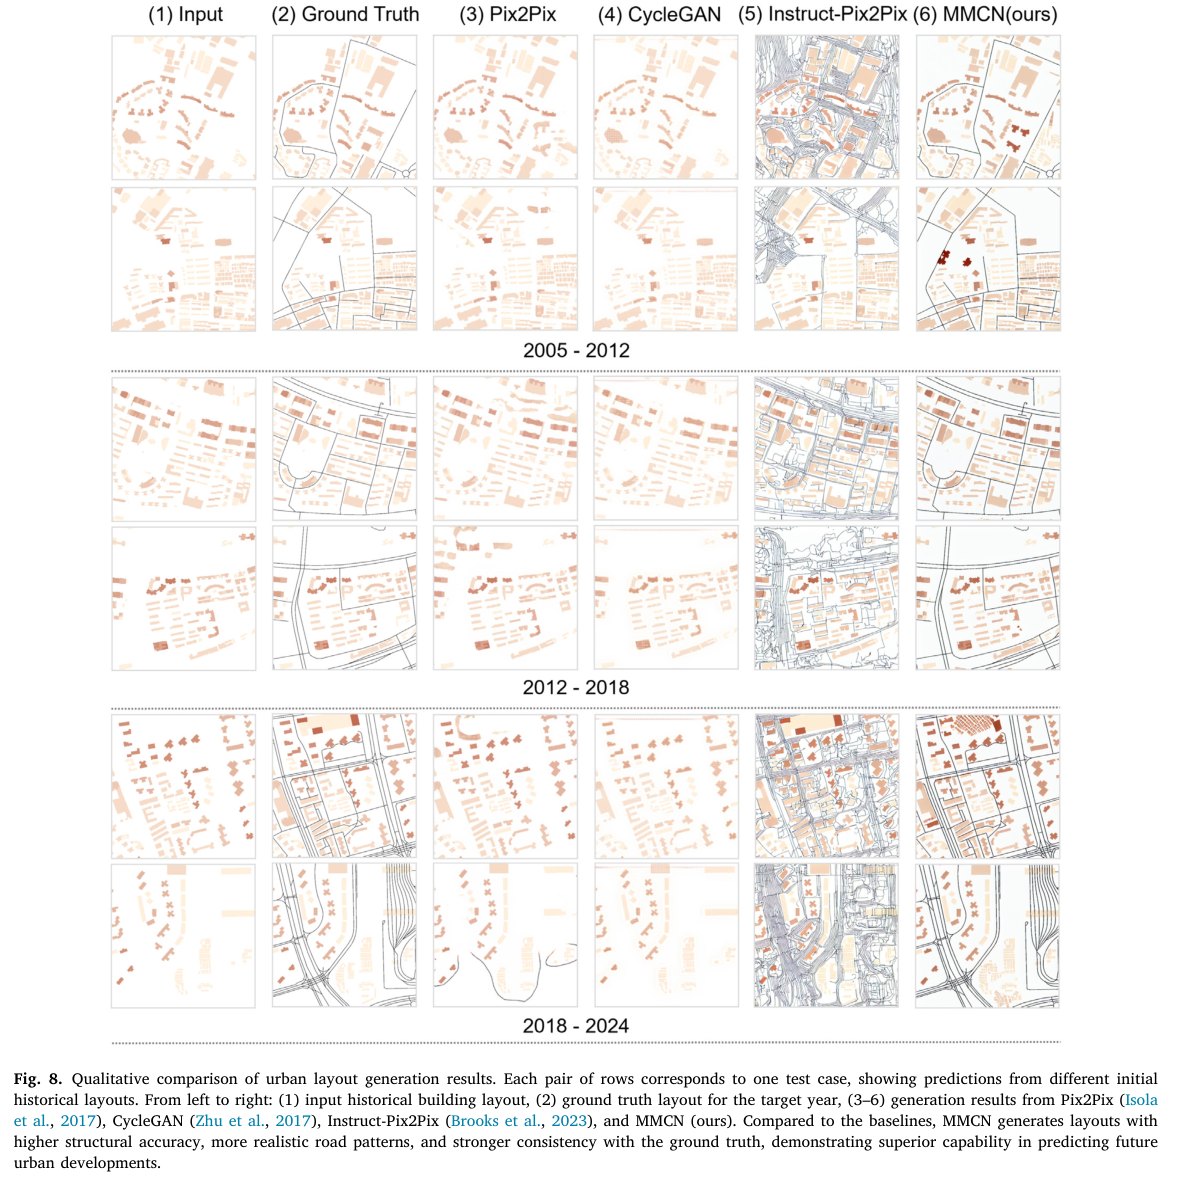 (1) Input (2) Ground Truth (3) Pix2Pix (4) CycleGAN (5) Instruct-Pix2Pix (6) MMCN(ours)
2005 - 2012
2012 - 2018
2018 - 2024
Fig. 8. Qualitative comparison of urban layout generation results. Each pair of rows corresponds to one test case, showing predictions from different initial
historical layouts. From left to right: (1) input historical building layout, (2) ground truth layout for the target year, (3–6) generation results from Pix2Pix (Isola
et al., 2017), CycleGAN (Zhu et al., 2017), Instruct-Pix2Pix (Brooks et al., 2023), and MMCN (ours). Compared to the baselines, MMCN generates layouts with
higher structural accuracy, more realistic road patterns, and stronger consistency with the ground truth, demonstrating superior capability in predicting future
urban developments.